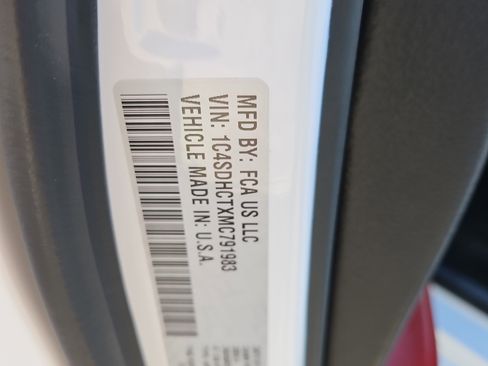 MFD BY: FCA US LLC
VIN: 1C4SDHCTXMC791983
VEHICLE MADE IN: U.S.A.